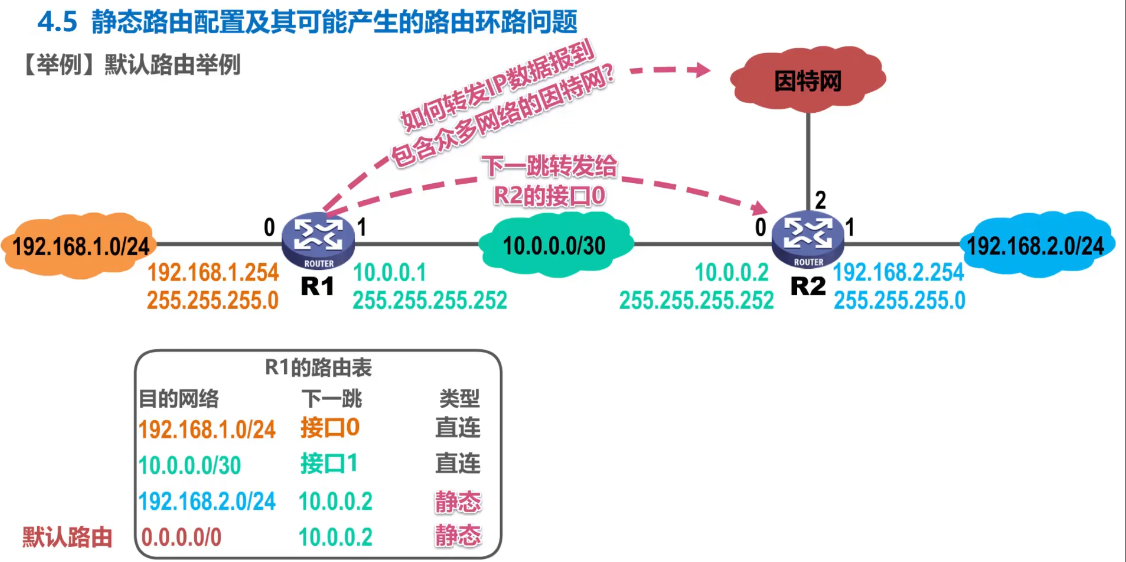 4.5 静态路由配置及其可能产生的路由环路问题
【举例】默认路由举例
如何转发IP数据报到
包含众多网络的因特网?
因特网
下一跳转发给
R2的接口0
2
0
1
0
1
192.168.1.0/24
10.0.0.0/30
192.168.2.0/24
ROUTER
ROUTER
192.168.1.254
255.255.255.0
R1
10.0.0.1
255.255.255.252
10.0.0.2
255.255.255.252
R2
192.168.2.254
255.255.255.0
R1的路由表
目的网络 下一跳 类型
192.168.1.0/24 接口0 直连
10.0.0.0/30 接口1 直连
192.168.2.0/24 10.0.0.2 静态
默认路由 0.0.0.0/0 10.0.0.2 静态